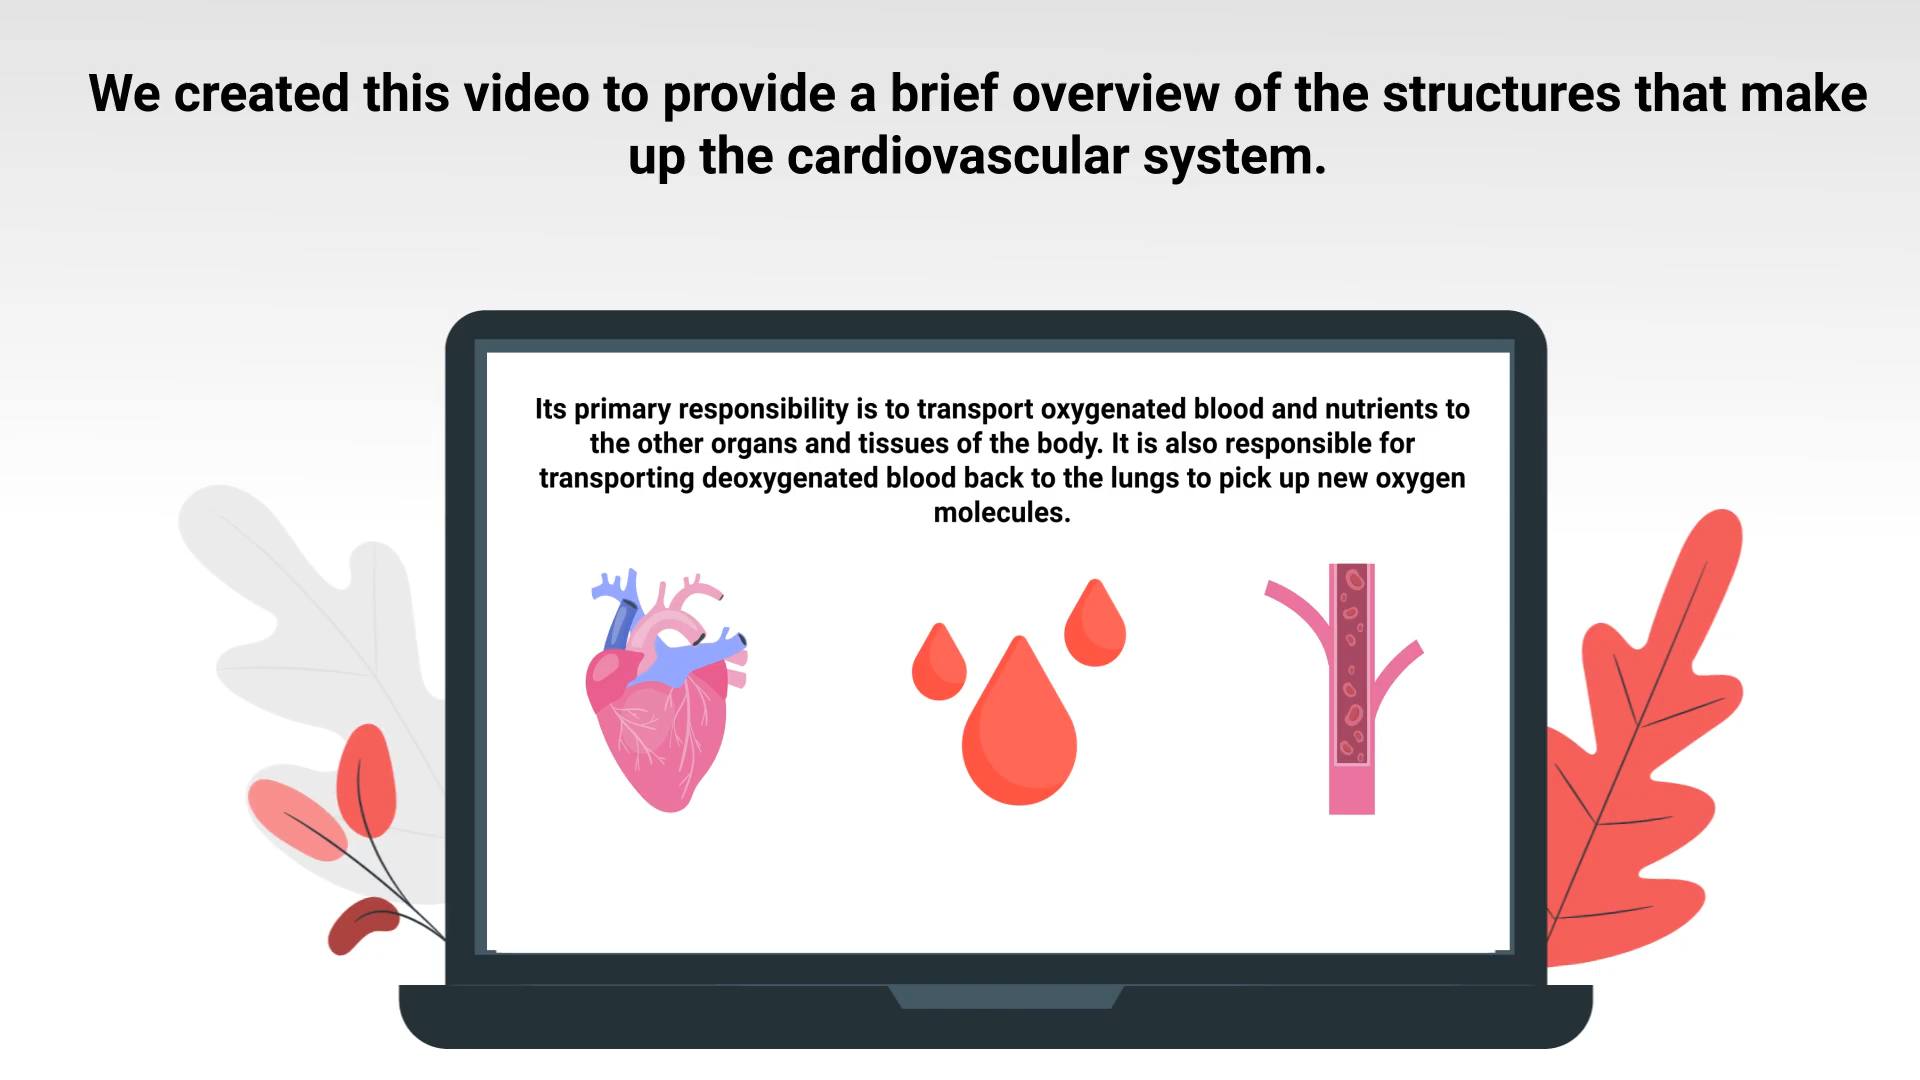 We created this video to provide a brief overview of the structures that make
up the cardiovascular system.
Its primary responsibility is to transport oxygenated blood and nutrients to
the other organs and tissues of the body. It is also responsible for
transporting deoxygenated blood back to the lungs to pick up new oxygen
molecules.